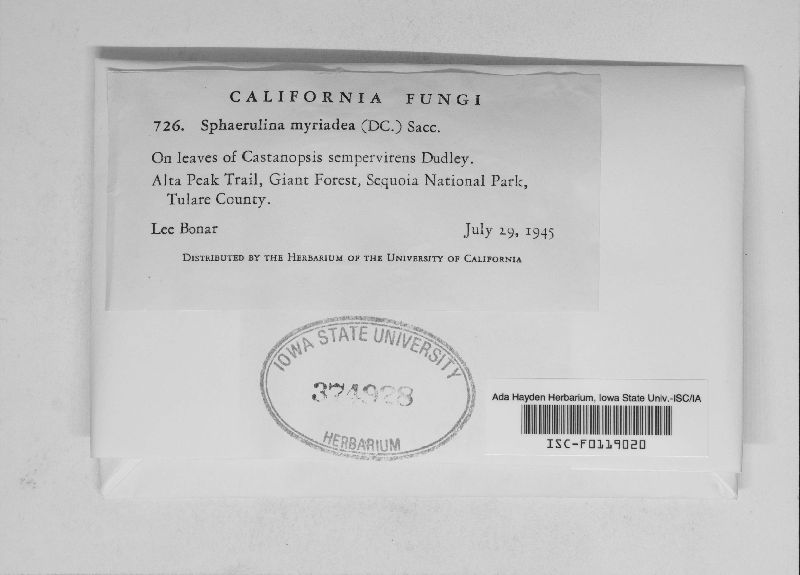 CALIFORNIA FUNGI
726. Sphaerulina myriadea (DC.) Sacc.
On leaves of Castanopsis sempervirens Dudley.
Alta Peak Trail, Giant Forest, Sequoia National Park,
Tulare County.
Lee Bonar July 29, 1945
DISTRIBUTED BY THE HERBARIUM OF THE UNIVERSITY OF CALIFORNIA
IOWA STATE UNIVERSITY
374928
HERBARIUM
Ada Hayden Herbarium, Iowa State Univ.-ISC/IA
ISC-F0119020